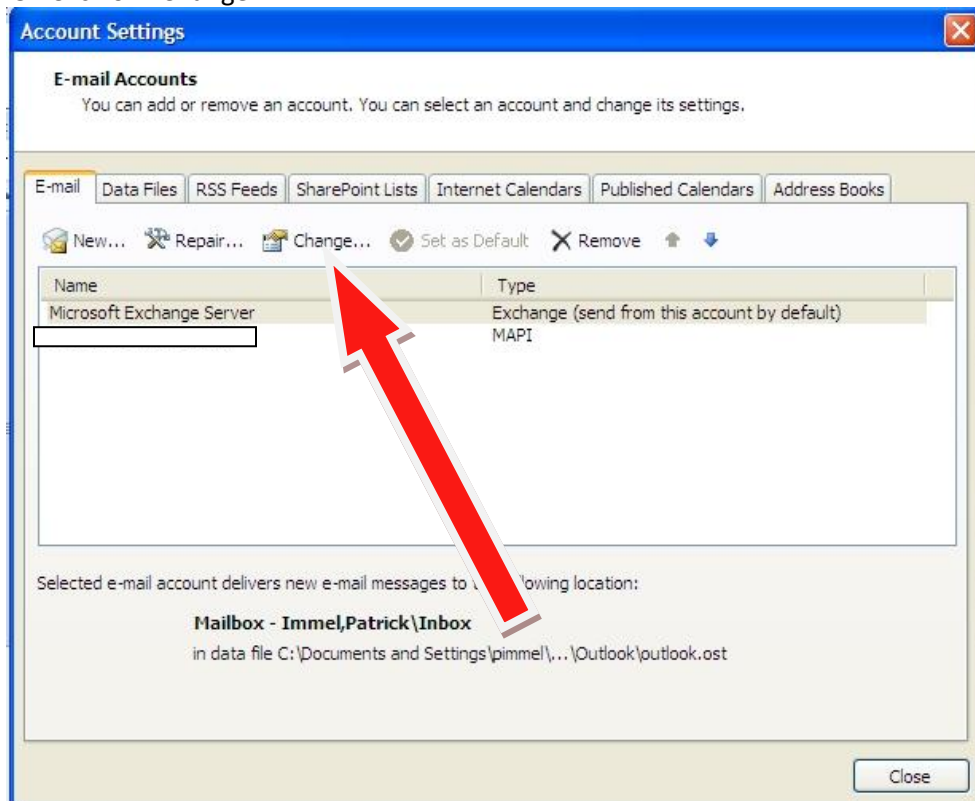 Account Settings
E-mail Accounts
You can add or remove an account. You can select an account and change its settings.
E-mail Data Files RSS Feeds SharePoint Lists Internet Calendars Published Calendars Address Books
New... Repair... Change... Set as Default Remove
Name Type
Microsoft Exchange Server Exchange (send from this account by default)
MAPI
Selected e-mail account delivers new e-mail messages to lowing location:
Mailbox - Immel,Patrick\Inbox
in data file C:\Documents and Settings\pimmel\...\Outlook\outlook.ost
Close